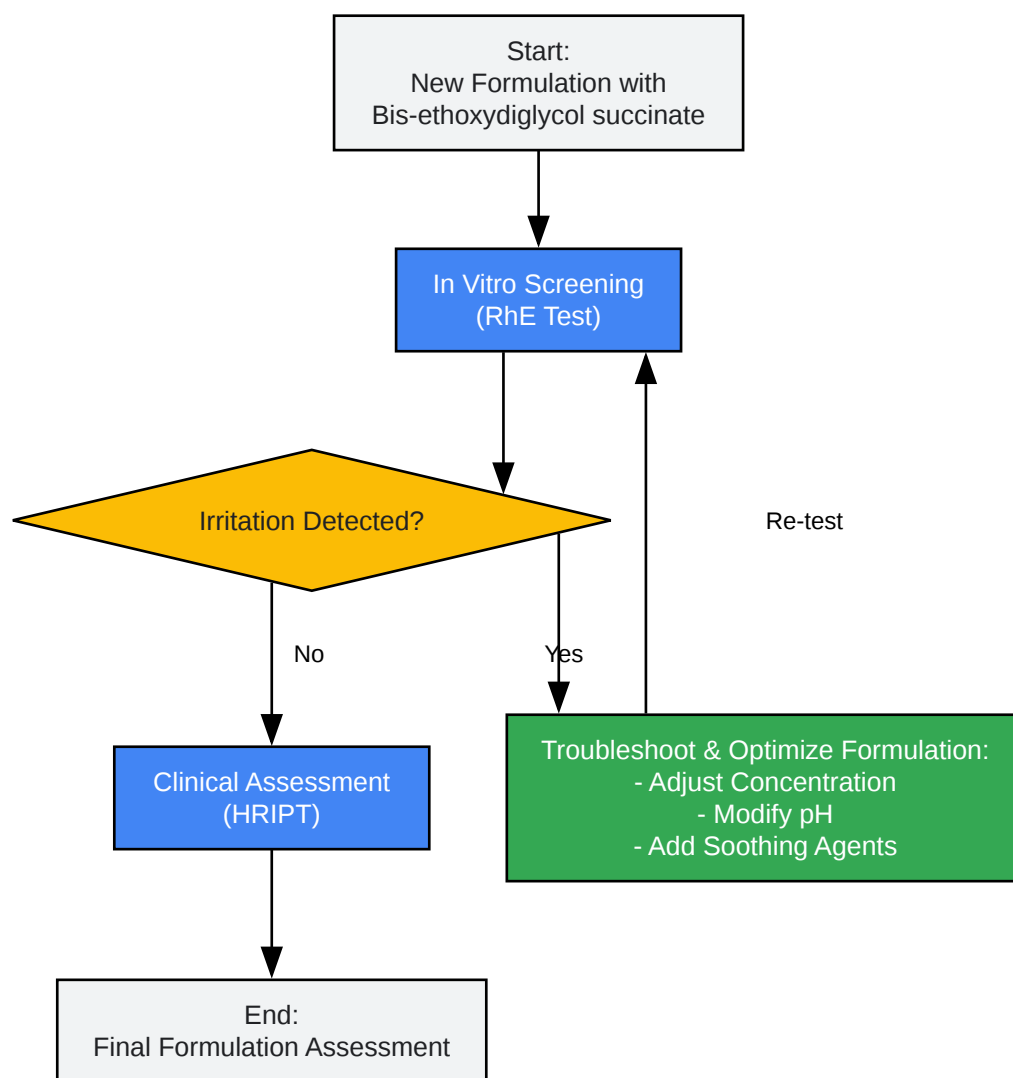 Start:
New Formulation with
Bis-ethoxydiglycol succinate
In Vitro Screening
(RhE Test)
Irritation Detected?
Re-test
No
Yes
Troubleshoot & Optimize Formulation:
- Adjust Concentration
- Modify pH
- Add Soothing Agents
Clinical Assessment
(HRIPT)
End:
Final Formulation Assessment